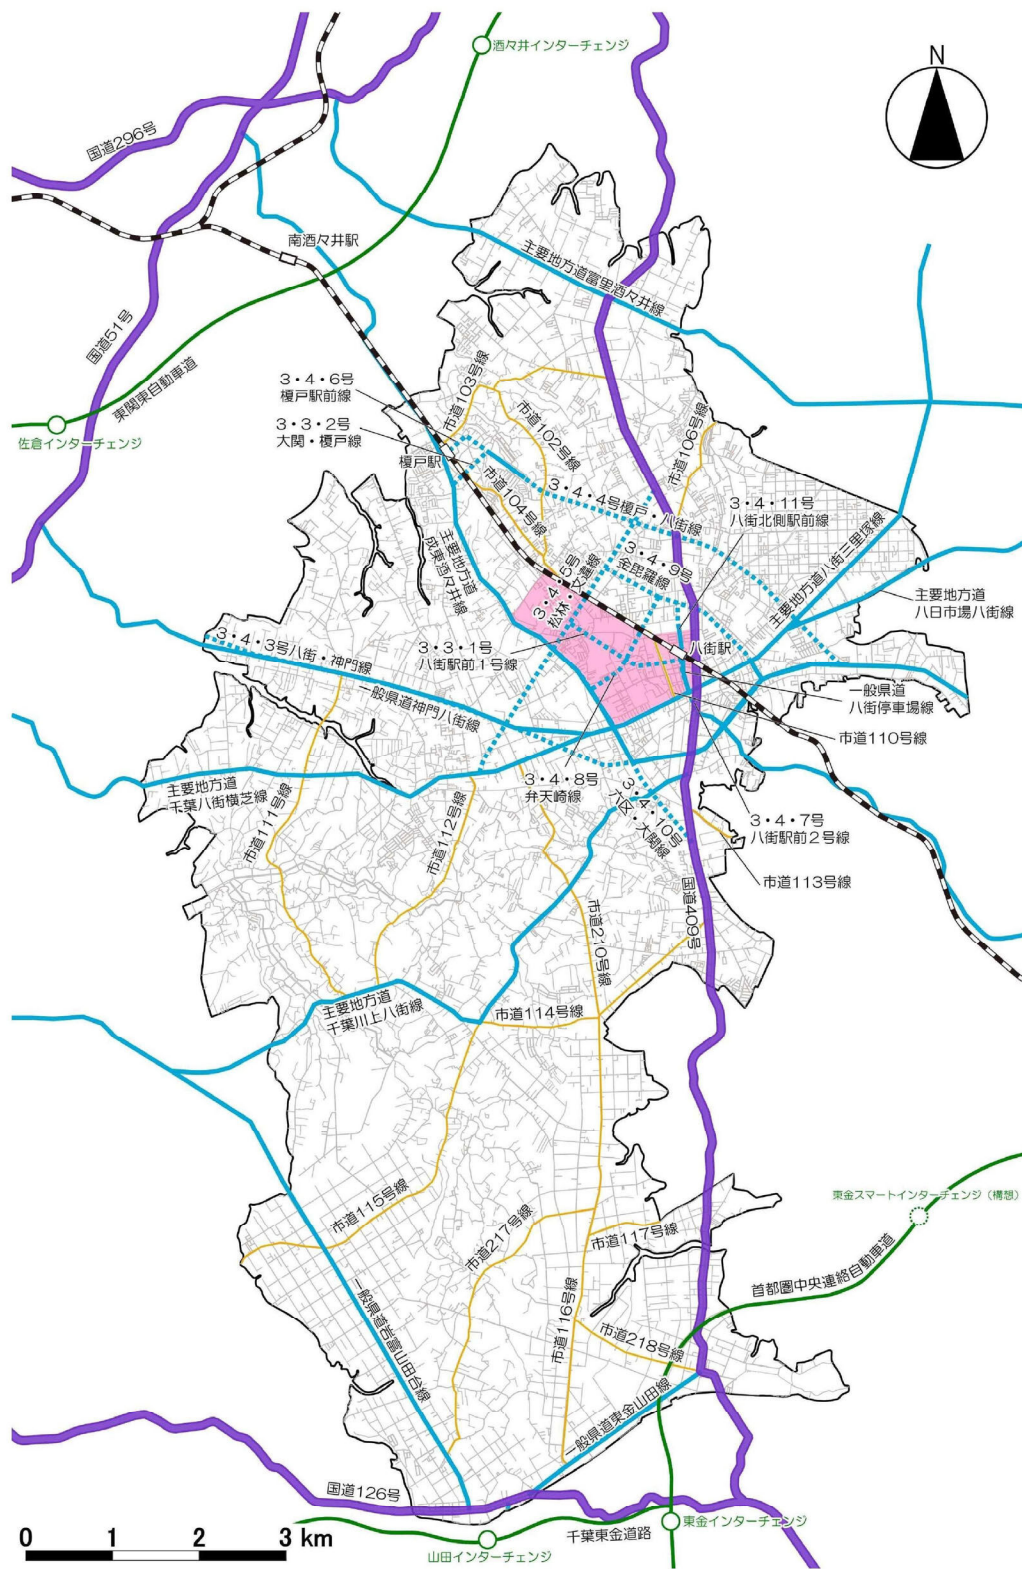 酒々井インターチェンジ
N
国道296号
南酒々井駅
主要地方道富里酒々井線
国道51号
東関東自動車道
佐倉インターチェンジ
3・4・6号
榎戸駅前線
3・3・2号
大関・榎戸線
市道103号線
市道102号線
市道106号線
榎戸駅
市道104号線
3・4・4号榎戸・八街線
3・4・11号
八街北側駅前線
主要地方道
成東酒々井線
3・4・5号
松林・文違線
3・4・9号
金毘羅線
主要地方道八街三里塚線
主要地方道
八日市場八街線
3・4・3号八街・神門線
3・3・1号
八街駅前1号線
八街駅
一般県道神門八街線
一般県道
八街停車場線
市道110号線
主要地方道
千葉八街横芝線
3・4・8号
弁天崎線
3・4・10号
六区・大関線
3・4・7号
八街駅前2号線
市道111号線
市道112号線
市道113号線
国道409号
市道210号線
主要地方道
千葉川上八街線
市道114号線
市道115号線
市道217号線
市道117号線
東金スマートインターチェンジ（構想）
首都圏中央連絡自動車道
一般県道岩富山田台線
市道116号線
市道218号線
一般県道東金山田線
国道126号
0 1 2 3 km
山田インターチェンジ
千葉東金道路
東金インターチェンジ